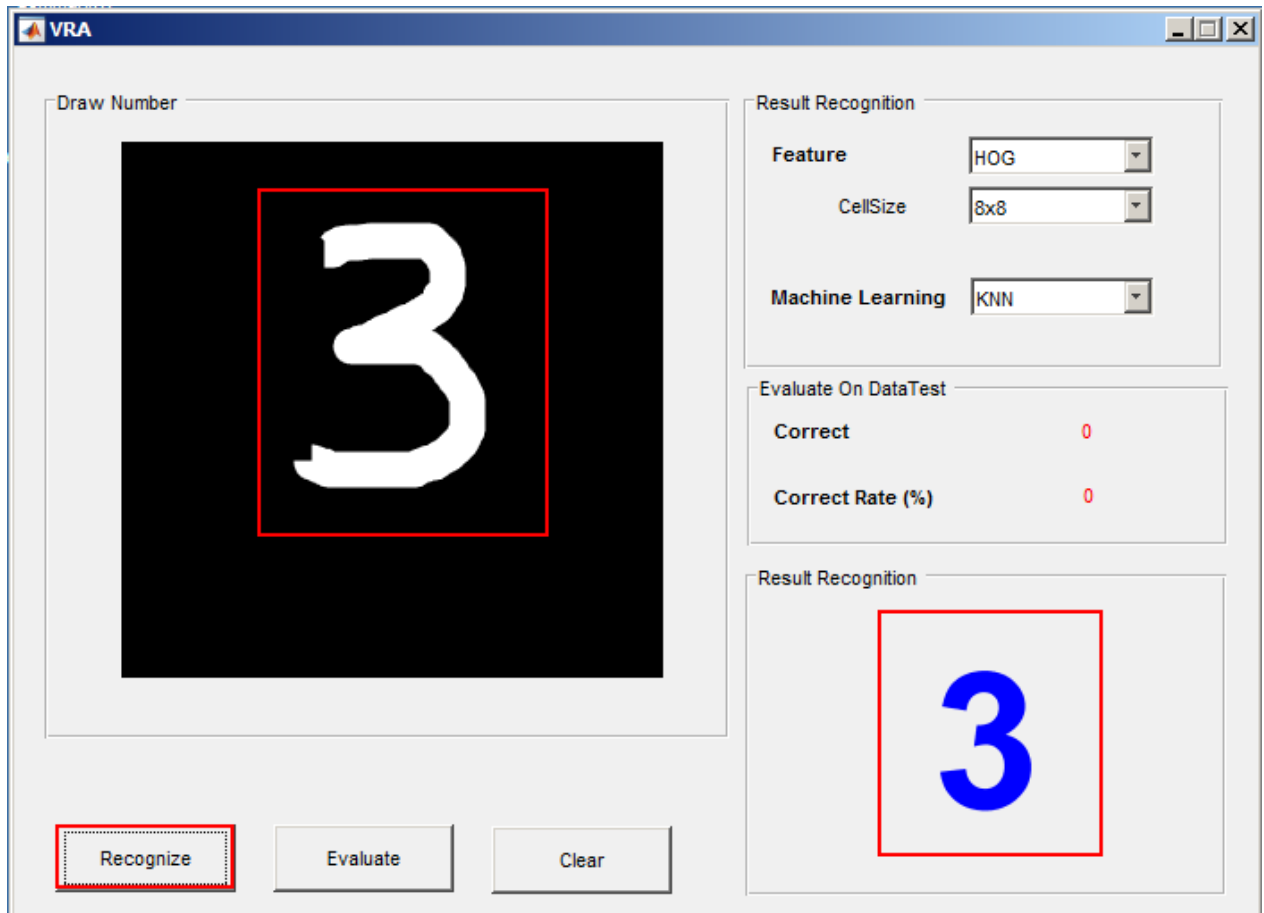 VRA
Draw Number
3
Result Recognition
Feature
HOG
CellSize
8x8
Machine Learning
KNN
Evaluate On DataTest
Correct
0
Correct Rate (%)
0
Result Recognition
3
Recognize
Evaluate
Clear